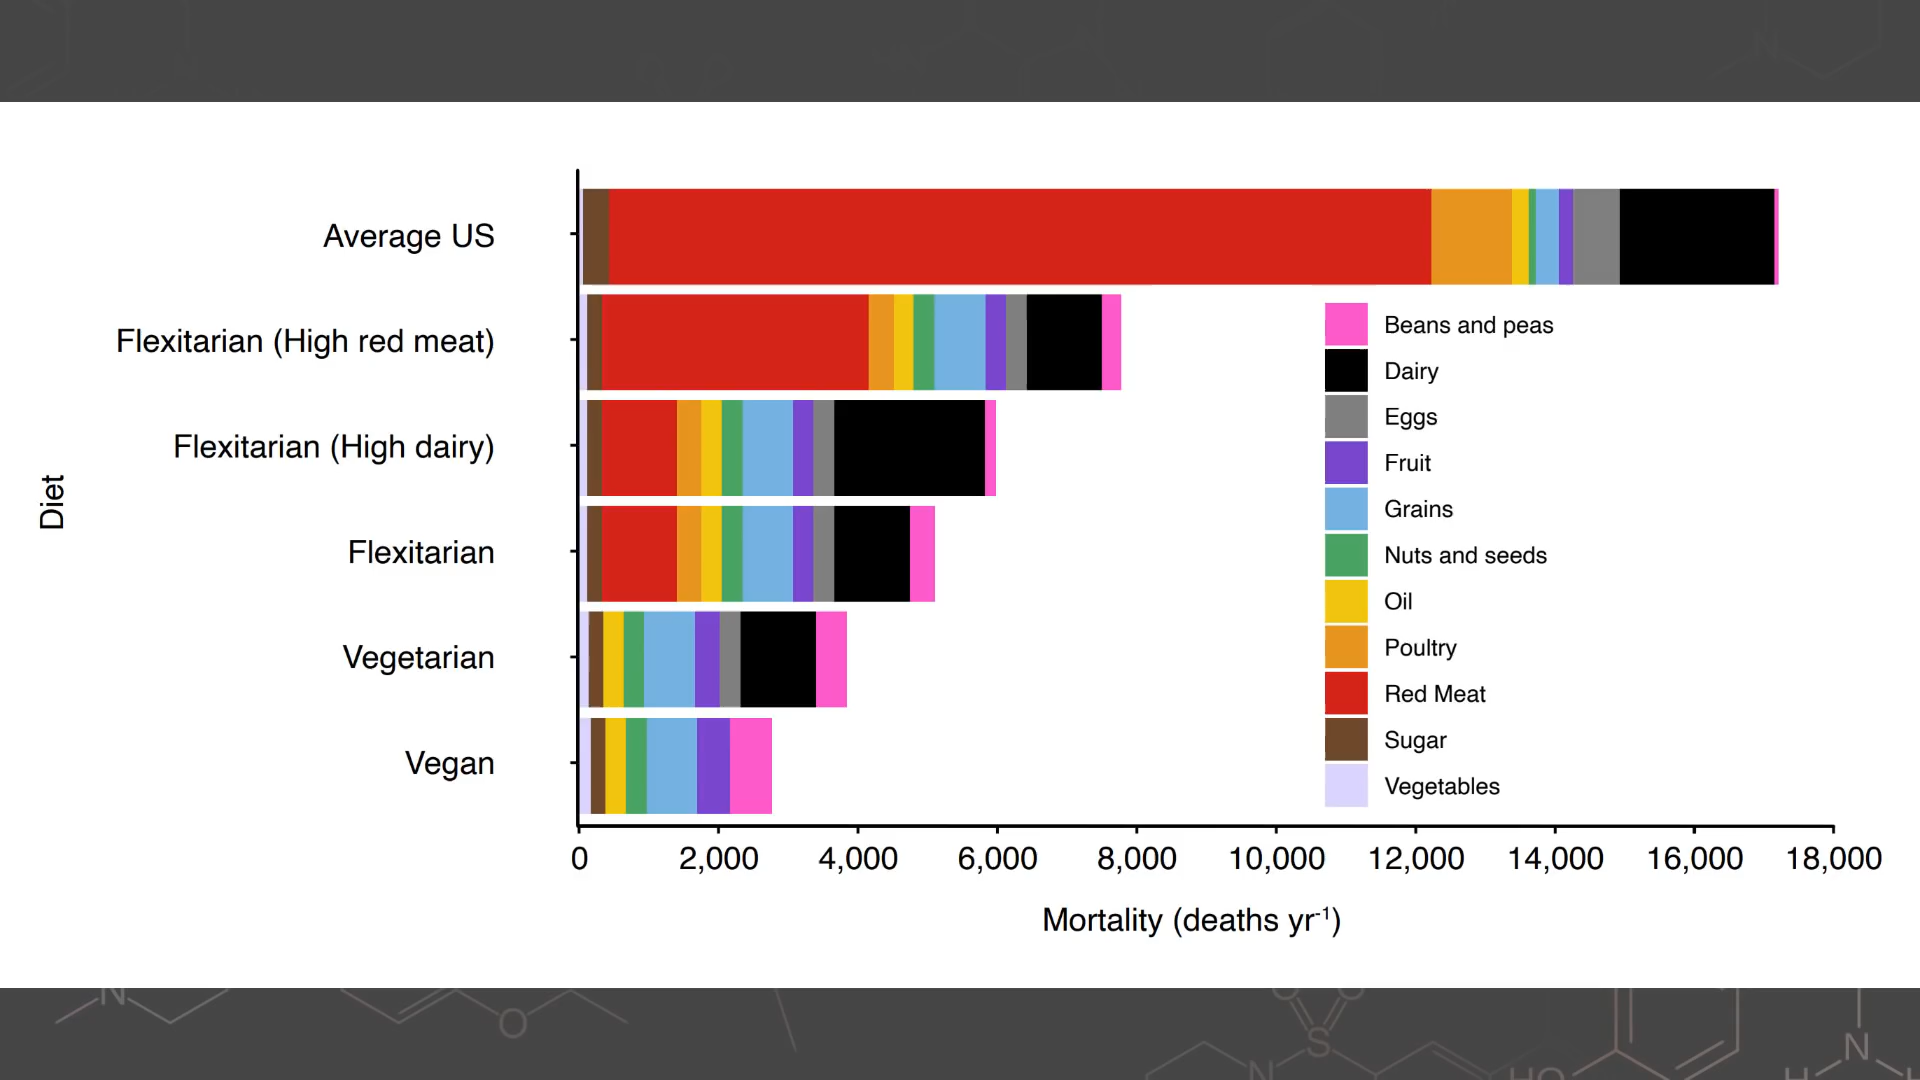 Average US
Flexitarian (High red meat)
Flexitarian (High dairy)
Flexitarian
Vegetarian
Vegan
Diet
Beans and peas
Dairy
Eggs
Fruit
Grains
Nuts and seeds
Oil
Poultry
Red Meat
Sugar
Vegetables
0 2,000 4,000 6,000 8,000 10,000 12,000 14,000 16,000 18,000
Mortality (deaths yr⁻¹)
N
O
S
N
HO
N
H